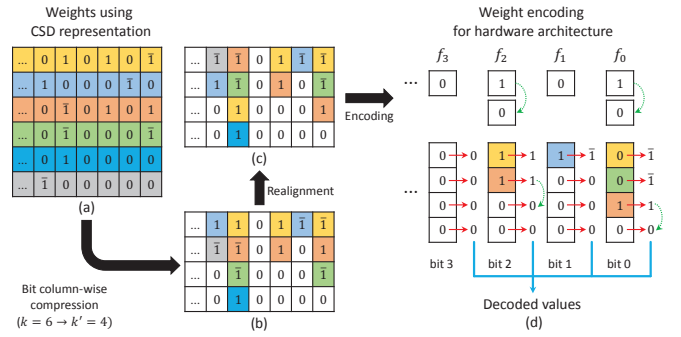 Weights using
CSD representation
... 0 1 0 1 0 1̄
... 1 0 0 0 1̄ 0
... 0 1̄ 0 1 0 1
... 0 1̄ 0 0 0 1̄
... 0 1 0 0 0 0
... 1̄ 0 0 0 0 0
(a)
Bit column-wise
compression
(k = 6 → k′ = 4)
... 1̄ 1̄ 0 1 1̄ 1̄
... 1 1̄ 0 1 0 1̄
... 0 1 0 0 0 1
... 0 1 0 0 0 0
(c)
Realignment
... 1 1 0 1 1̄ 1̄
... 1̄ 1̄ 0 1 0 1
... 0 1̄ 0 0 0 1̄
... 0 1 0 0 0 0
(b)
Encoding
Weight encoding
for hardware architecture
f₃ f₂ f₁ f₀
... 0 1 0 1
0 0
0 0 1 1 1 1̄ 0 1̄
... 0 0 1 1 0 0 0 1̄
0 0 0 0 0 0 1 1
0 0 0 0 0 0 0 0
bit 3 bit 2 bit 1 bit 0
Decoded values
(d)